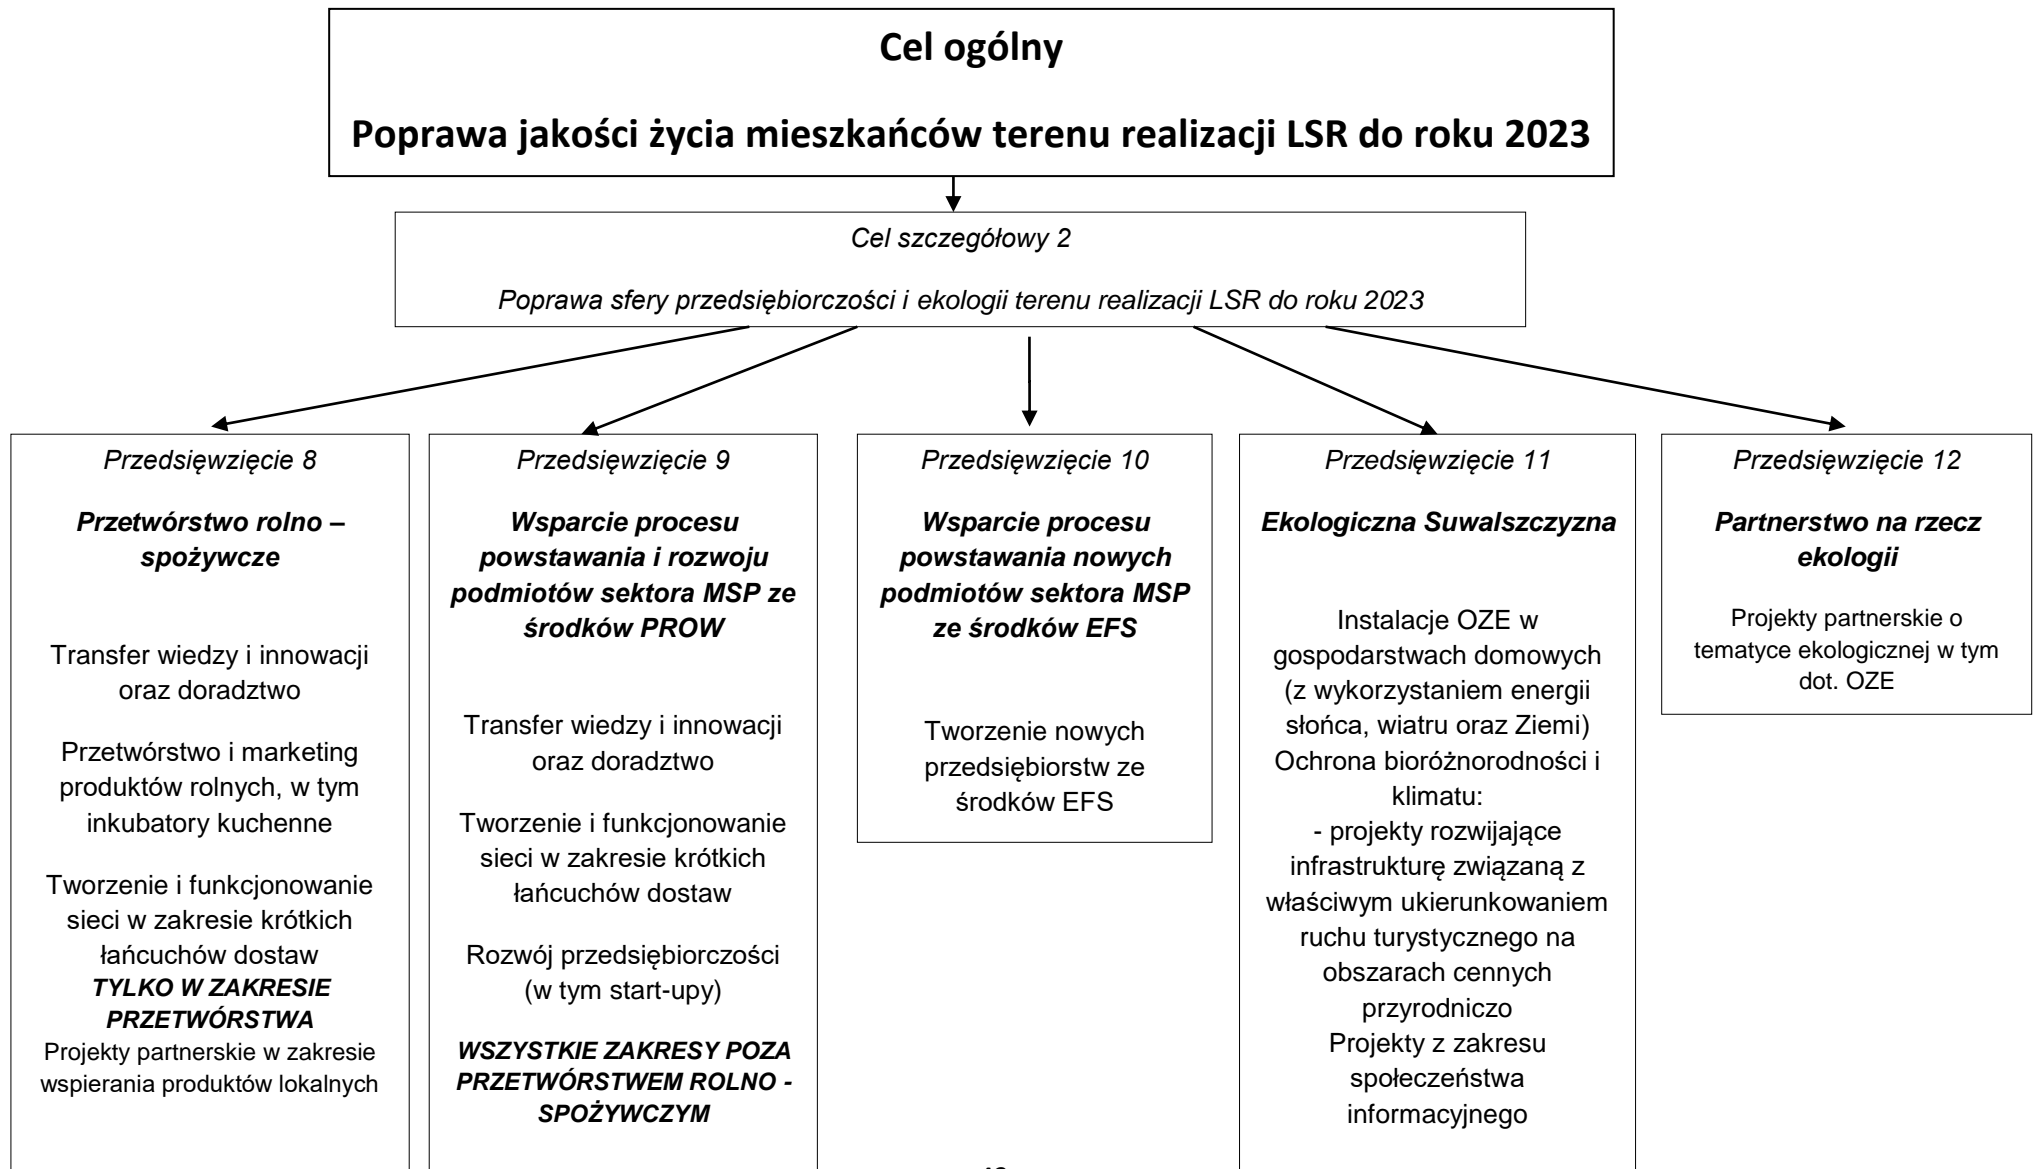 Cel ogólny
Poprawa jakości życia mieszkańców terenu realizacji LSR do roku 2023
Cel szczegółowy 2
Poprawa sfery przedsiębiorczości i ekologii terenu realizacji LSR do roku 2023
Przedsięwzięcie 8
Przetwórstwo rolno –
spożywcze
Transfer wiedzy i innowacji
oraz doradztwo
Przetwórstwo i marketing
produktów rolnych, w tym
inkubatory kuchenne
Tworzenie i funkcjonowanie
sieci w zakresie krótkich
łańcuchów dostaw
TYLKO W ZAKRESIE
PRZETWÓRSTWA
Projekty partnerskie w zakresie
wspierania produktów lokalnych
Przedsięwzięcie 9
Wsparcie procesu
powstawania i rozwoju
podmiotów sektora MSP ze
środków PROW
Transfer wiedzy i innowacji
oraz doradztwo
Tworzenie i funkcjonowanie
sieci w zakresie krótkich
łańcuchów dostaw
Rozwój przedsiębiorczości
(w tym start-upy)
WSZYSTKIE ZAKRESY POZA
PRZETWÓRSTWEM ROLNO -
SPOŻYWCZYM
Przedsięwzięcie 10
Wsparcie procesu
powstawania nowych
podmiotów sektora MSP
ze środków EFS
Tworzenie nowych
przedsiębiorstw ze
środków EFS
Przedsięwzięcie 11
Ekologiczna Suwalszczyzna
Instalacje OZE w
gospodarstwach domowych
(z wykorzystaniem energii
słońca, wiatru oraz Ziemi)
Ochrona bioróżnorodności i
klimatu:
- projekty rozwijające
infrastrukturę związaną z
właściwym ukierunkowaniem
ruchu turystycznego na
obszarach cennych
przyrodniczo
Projekty z zakresu
społeczeństwa
informacyjnego
Przedsięwzięcie 12
Partnerstwo na rzecz
ekologii
Projekty partnerskie o
tematyce ekologicznej w tym
dot. OZE